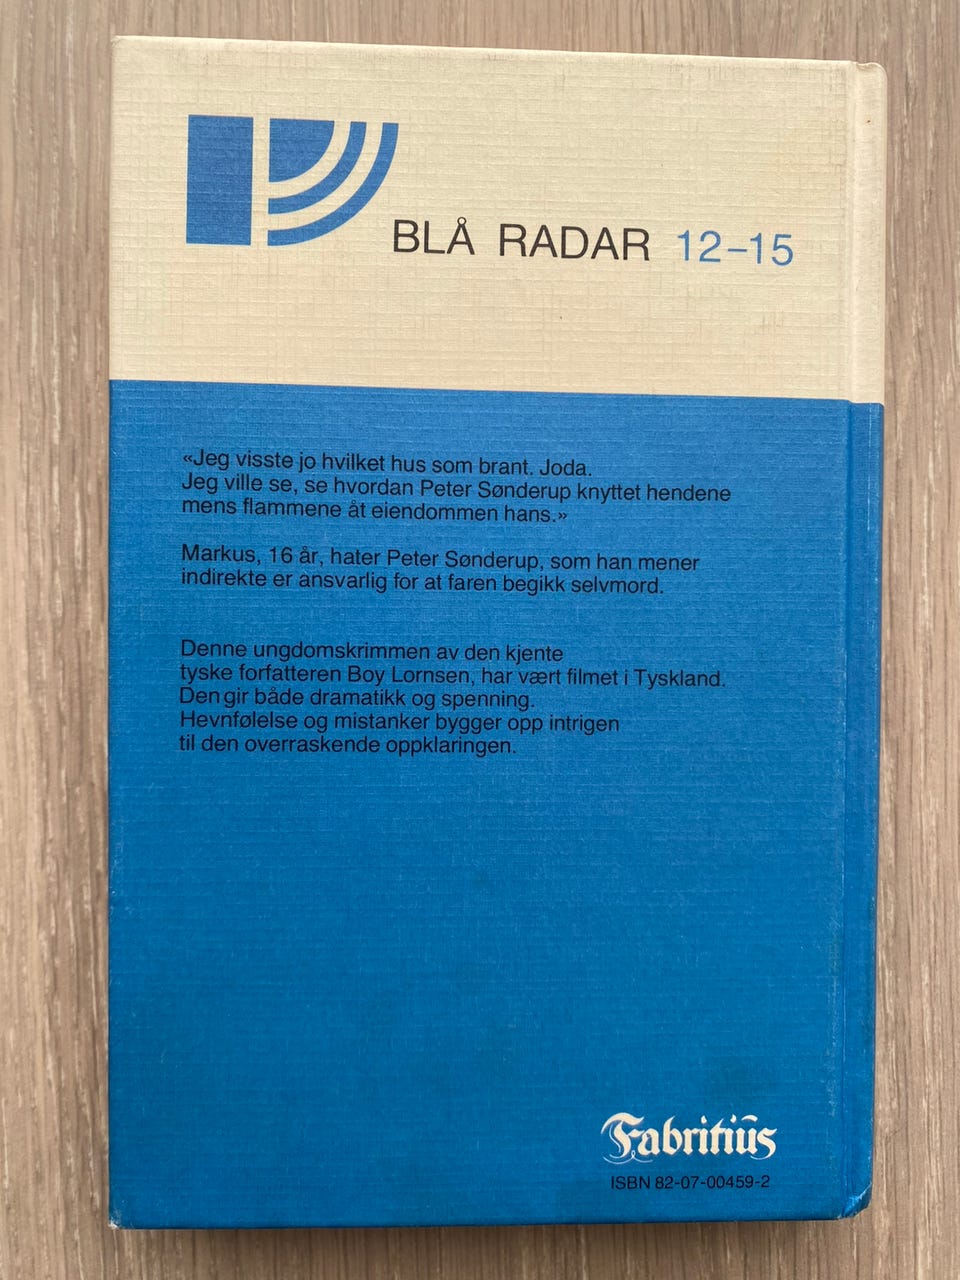 BLÅ RADAR 12–15
«Jeg visste jo hvilket hus som brant. Joda.
Jeg ville se, se hvordan Peter Sønderup knyttet hendene
mens flammene åt eiendommen hans.»
Markus, 16 år, hater Peter Sønderup, som han mener
indirekte er ansvarlig for at faren begikk selvmord.
Denne ungdomskrimmen av den kjente
tyske forfatteren Boy Lornsen, har vært filmet i Tyskland.
Den gir både dramatikk og spenning.
Hevnfølelse og mistanker bygger opp intrigen
til den overraskende oppklaringen.
Fabritius
ISBN 82-07-00459-2